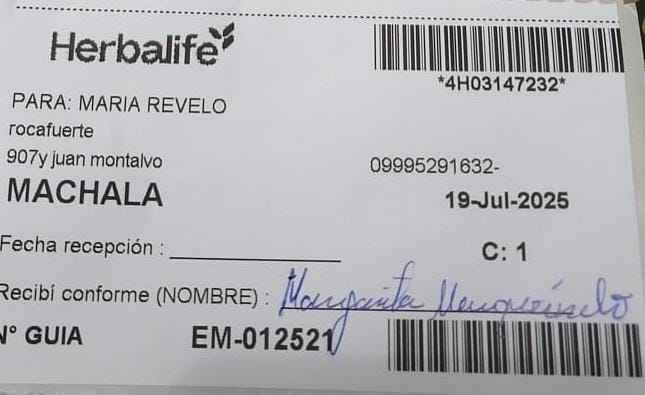 Herbalife
*4H03147232*
PARA: MARIA REVELO
rocafuerte
907y juan montalvo
09995291632-
MACHALA
19-Jul-2025
Fecha recepción :
C: 1
Recibí conforme (NOMBRE) : Margarita
N° GUIA EM-012521